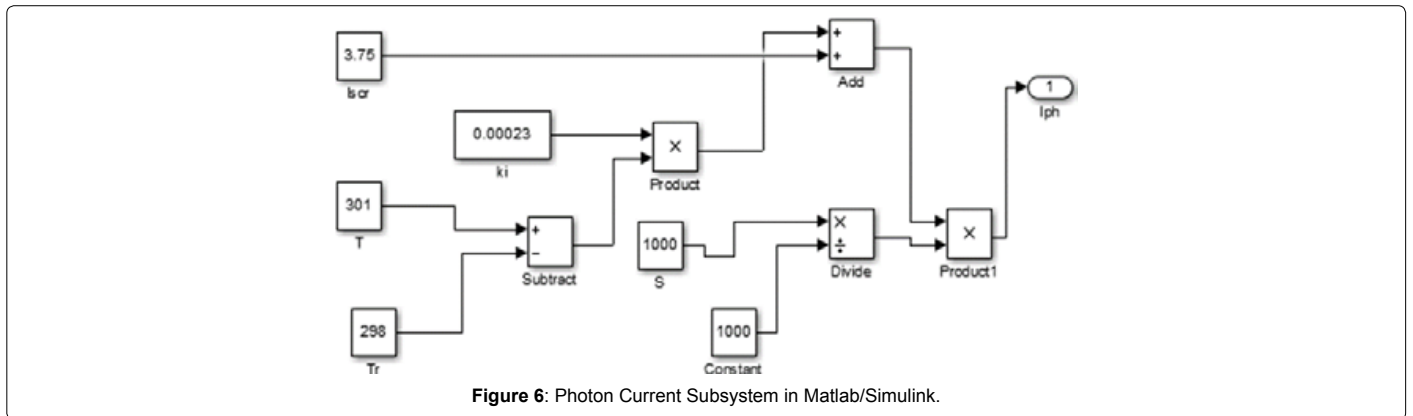 3.75
Iscr
+
+
Add
1
Iph
0.00023
ki
×
Product
301
T
+
−
Subtract
1000
S
×
÷
Divide
×
Product1
298
Tr
1000
Constant
Figure 6: Photon Current Subsystem in Matlab/Simulink.